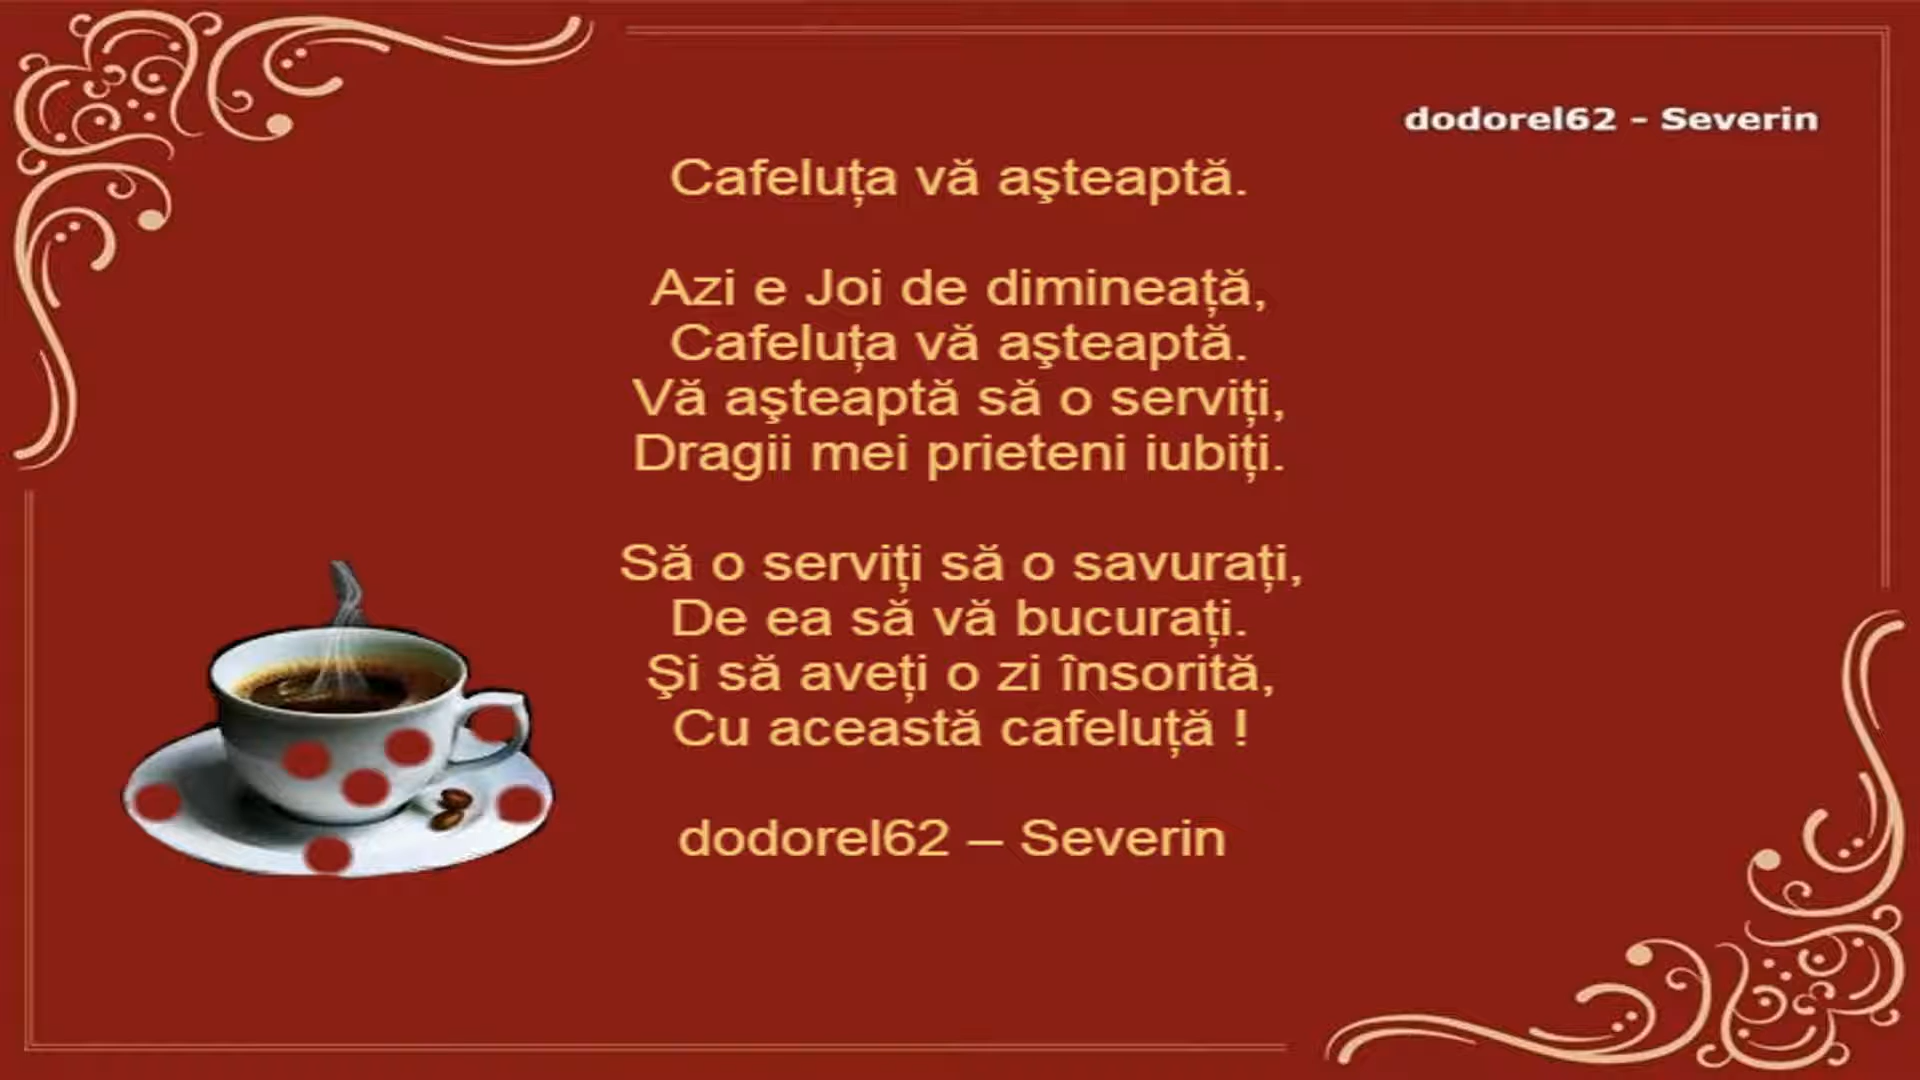 dodorel62 - Severin
Cafeluța vă aşteaptă.
Azi e Joi de dimineață,
Cafeluța vă aşteaptă.
Vă aşteaptă să o serviți,
Dragii mei prieteni iubiți.
Să o serviți să o savurați,
De ea să vă bucurați.
Şi să aveți o zi însorită,
Cu această cafeluță !
dodorel62 – Severin